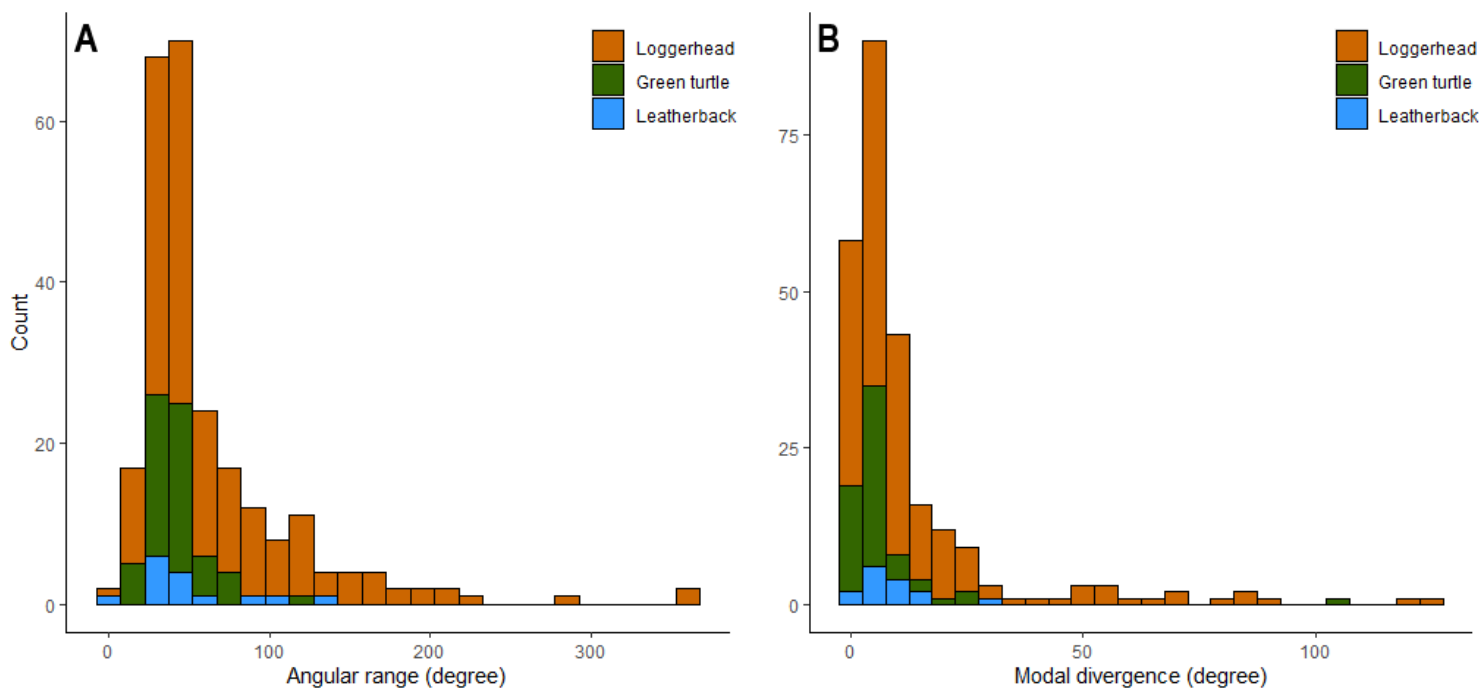 A
Loggerhead
Green turtle
Leatherback
60
40
20
0
Count
0 100 200 300
Angular range (degree)
B
Loggerhead
Green turtle
Leatherback
75
50
25
0
0 50 100
Modal divergence (degree)